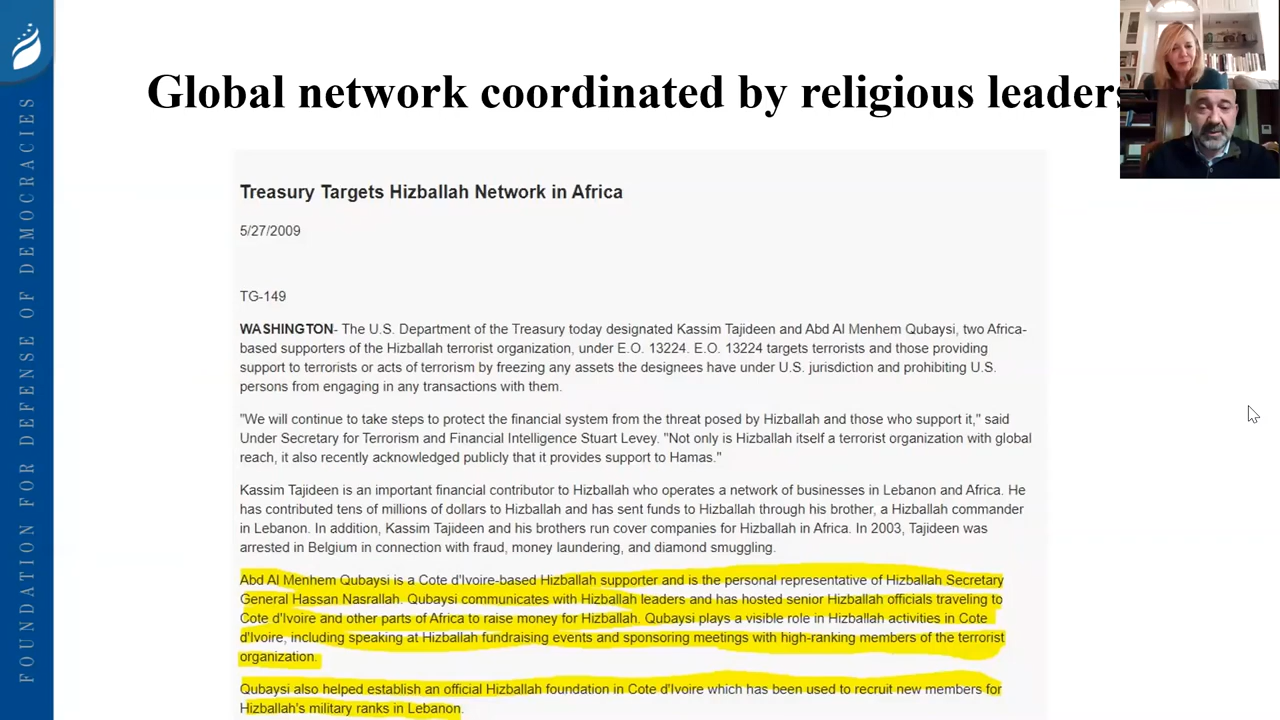 Global network coordinated by religious leaders
FOUNDATION FOR DEFENSE OF DEMOCRACIES
Treasury Targets Hizballah Network in Africa
5/27/2009
TG-149
WASHINGTON- The U.S. Department of the Treasury today designated Kassim Tajideen and Abd Al Menhem Qubaysi, two Africa-
based supporters of the Hizballah terrorist organization, under E.O. 13224. E.O. 13224 targets terrorists and those providing
support to terrorists or acts of terrorism by freezing any assets the designees have under U.S. jurisdiction and prohibiting U.S.
persons from engaging in any transactions with them.
"We will continue to take steps to protect the financial system from the threat posed by Hizballah and those who support it," said
Under Secretary for Terrorism and Financial Intelligence Stuart Levey. "Not only is Hizballah itself a terrorist organization with global
reach, it also recently acknowledged publicly that it provides support to Hamas."
Kassim Tajideen is an important financial contributor to Hizballah who operates a network of businesses in Lebanon and Africa. He
has contributed tens of millions of dollars to Hizballah and has sent funds to Hizballah through his brother, a Hizballah commander
in Lebanon. In addition, Kassim Tajideen and his brothers run cover companies for Hizballah in Africa. In 2003, Tajideen was
arrested in Belgium in connection with fraud, money laundering, and diamond smuggling.
Abd Al Menhem Qubaysi is a Cote d'Ivoire-based Hizballah supporter and is the personal representative of Hizballah Secretary
General Hassan Nasrallah. Qubaysi communicates with Hizballah leaders and has hosted senior Hizballah officials traveling to
Cote d'Ivoire and other parts of Africa to raise money for Hizballah. Qubaysi plays a visible role in Hizballah activities in Cote
d'Ivoire, including speaking at Hizballah fundraising events and sponsoring meetings with high-ranking members of the terrorist
organization.
Qubaysi also helped establish an official Hizballah foundation in Cote d'Ivoire which has been used to recruit new members for
Hizballah's military ranks in Lebanon.